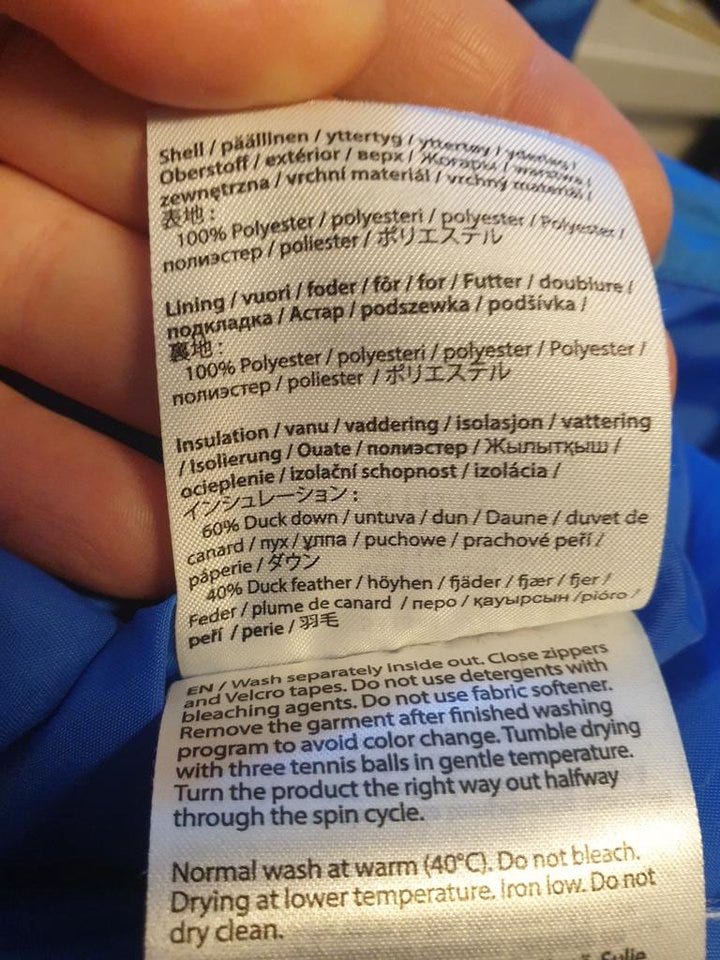 Shell / päällinen / yttertyg / yttertøy / ydertøj /
Oberstoff / extérior / верх / Жоғары / warstwa /
zewnętrzna / vrchní materiál / vrchný materiál /
表地 :
100% Polyester / polyesteri / polyester / Polyester /
полиэстер / poliester / ポリエステル
Lining / vuori / foder / fôr / for / Futter / doublure /
подкладка / Астар / podszewka / podšívka /
裏地 :
100% Polyester / polyesteri / polyester / Polyester /
полиэстер / poliester / ポリエステル
Insulation / vanu / vaddering / isolasjon / vattering
/ Isolierung / Ouate / полиэстер / Жылытқыш /
ocieplenie / izolační schopnost / izolácia /
インシュレーション :
60% Duck down / untuva / dun / Daune / duvet de
canard / пух / ұлпа / puchowe / prachové peří /
páperie / ダウン
40% Duck feather / höyhen / fjäder / fjær / fjer /
Feder / plume de canard / перо / қауырсын /pióro /
peří / perie / 羽毛
EN / Wash separately inside out. Close zippers
and Velcro tapes. Do not use detergents with
bleaching agents. Do not use fabric softener.
Remove the garment after finished washing
program to avoid color change. Tumble drying
with three tennis balls in gentle temperature.
Turn the product the right way out halfway
through the spin cycle.
Normal wash at warm (40°C). Do not bleach.
Drying at lower temperature. Iron low. Do not
dry clean.